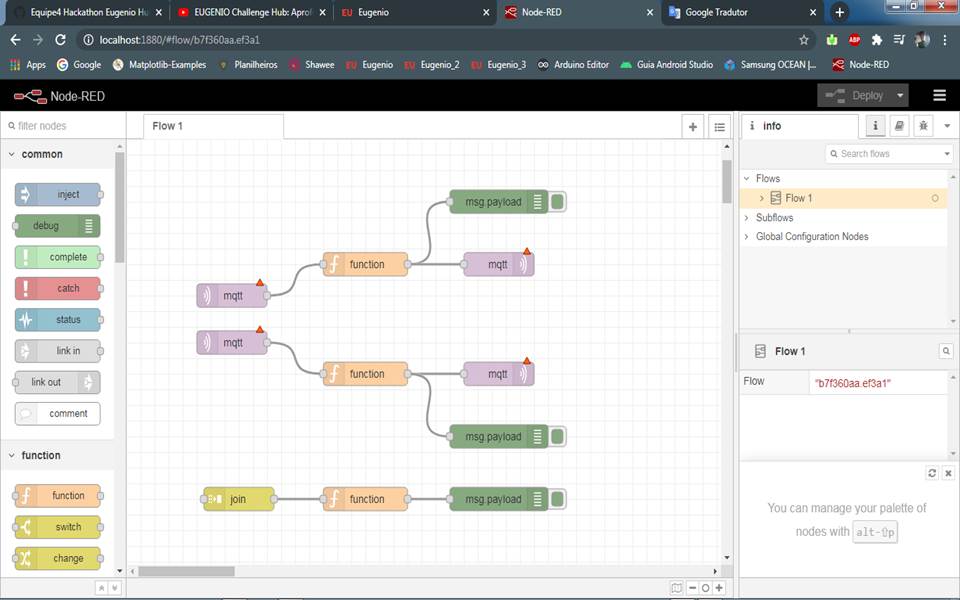 Equipe4 Hackathon Eugenio Hu
EUGENIO Challenge Hub: Aprof
EU Eugenio
Node-RED
Google Tradutor
localhost:1880/#flow/b7f360aa.ef3a1
ABP
Apps
Google
Matplotlib-Examples
Planilheiros
Shawee
EU Eugenio
EU Eugenio_2
EU Eugenio_3
Arduino Editor
Guia Android Studio
Samsung OCEAN |...
Node-RED
Node-RED
Deploy
filter nodes
Flow 1
i info
i
common
Search flows
inject
debug
complete
catch
status
link in
link out
comment
function
function
switch
change
msg.payload
function
mqtt
mqtt
mqtt
function
mqtt
msg.payload
join
function
msg.payload
Flows
Flow 1
Subflows
Global Configuration Nodes
Flow 1
Flow
"b7f360aa.ef3a1"
You can manage your palette of
nodes with alt-⇧p